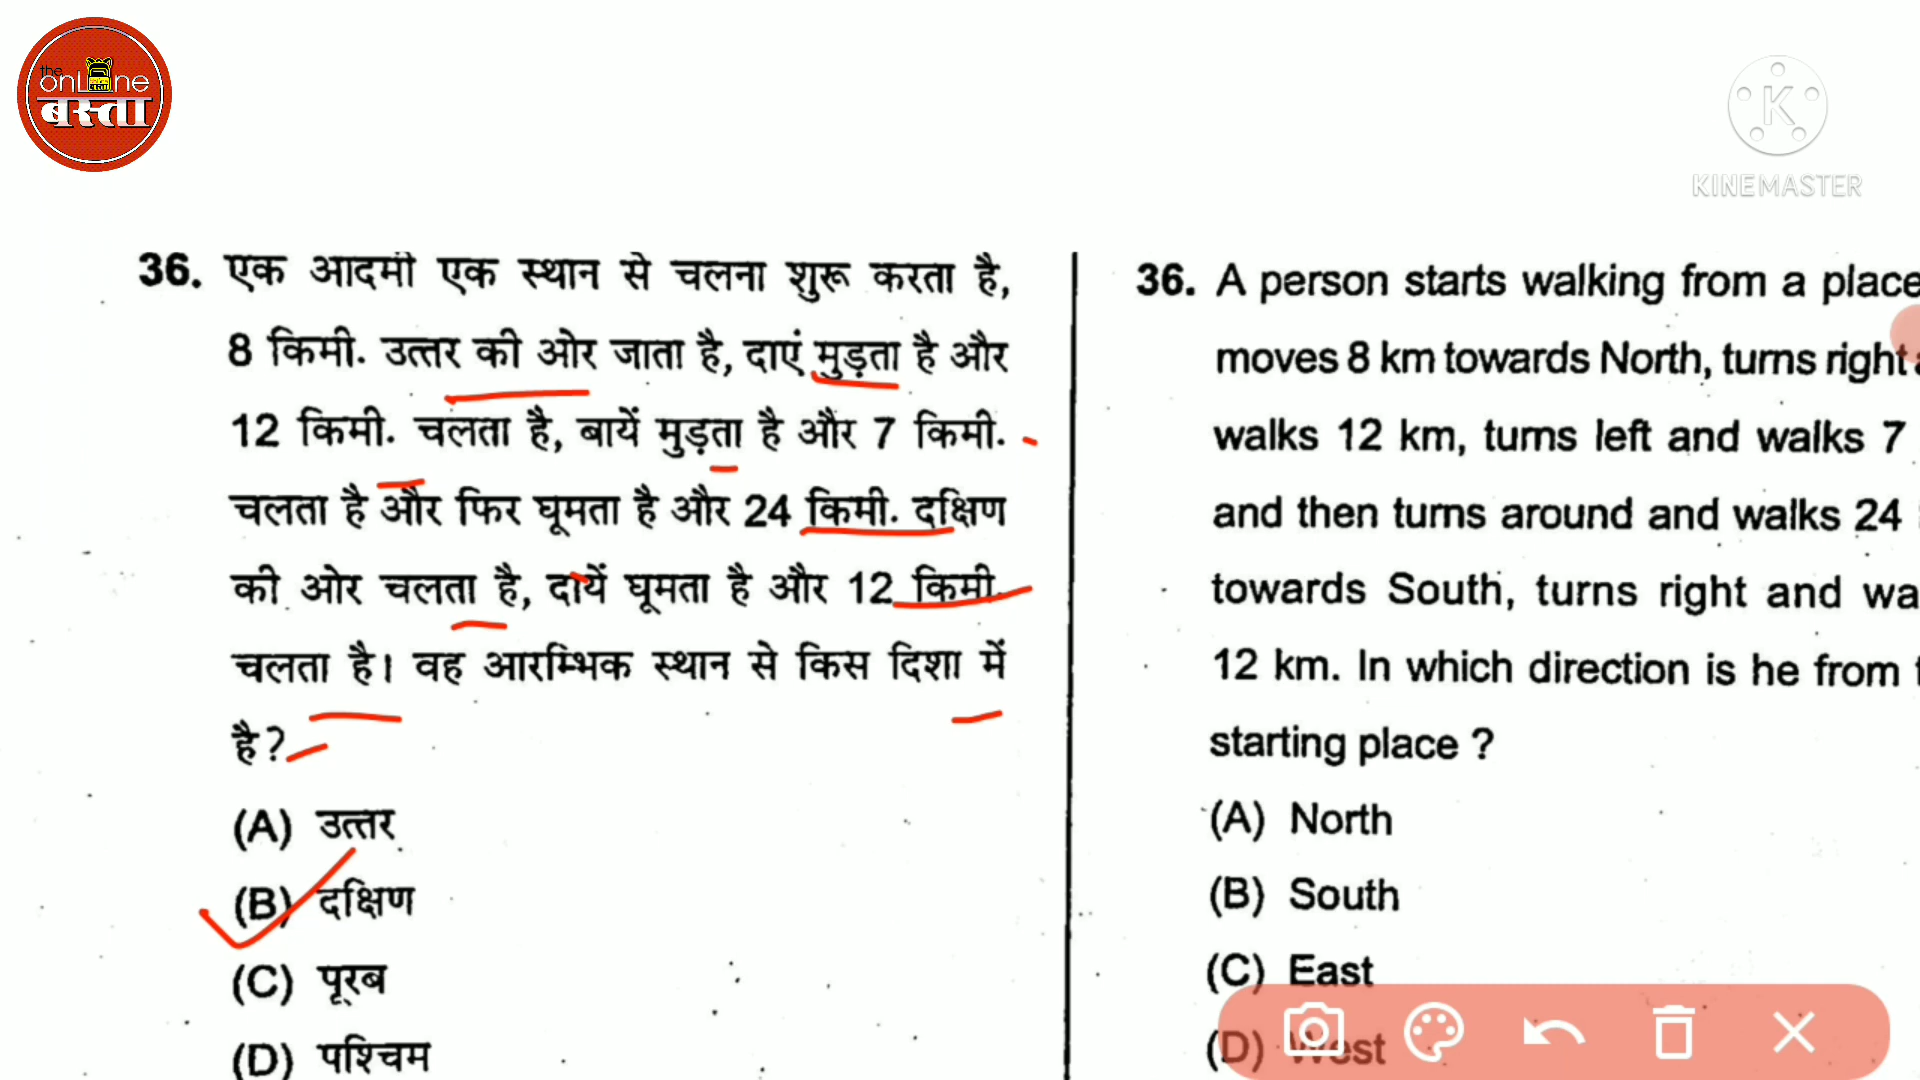 the
onLine
बस्ता
KINEMASTER
36. एक आदमी एक स्थान से चलना शुरू करता है,
8 किमी. उत्तर की ओर जाता है, दाएं मुड़ता है और
12 किमी. चलता है, बायें मुड़ता है और 7 किमी.
चलता है और फिर घूमता है और 24 किमी. दक्षिण
की ओर चलता है, दायें घूमता है और 12 किमी.
चलता है। वह आरम्भिक स्थान से किस दिशा में
है?
(A) उत्तर
(B) दक्षिण
(C) पूरब
(D) पश्चिम
36. A person starts walking from a place
moves 8 km towards North, turns right
walks 12 km, turns left and walks 7
and then turns around and walks 24
towards South, turns right and wa
12 km. In which direction is he from
starting place ?
(A) North
(B) South
(C) East
(D) West